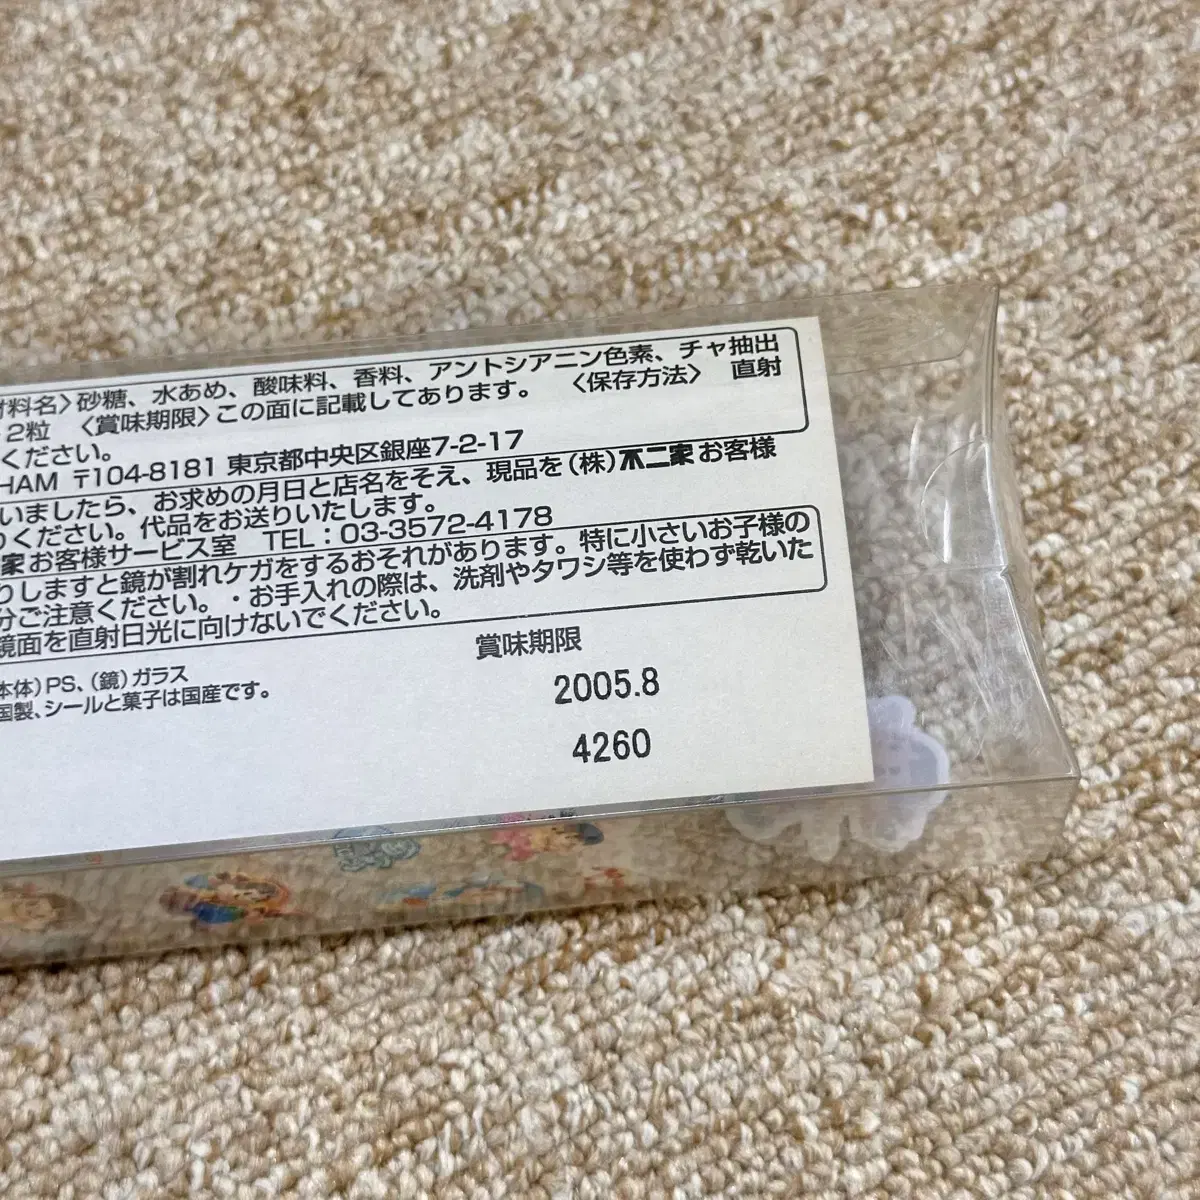 材料名〉砂糖、水あめ、酸味料、香料、アントシアニン色素、チャ抽出
2粒 〈賞味期限〉この面に記載してあります。 〈保存方法〉 直射
ください。
HAM 〒104-8181 東京都中央区銀座7-2-17
いましたら、お求めの月日と店名をそえ、現品を(株)不二家お客様
ください。代品をお送りいたします。
家お客様サービス室 TEL:03-3572-4178
りしますと鏡が割れケガをするおそれがあります。特に小さいお子様の
分ご注意ください。・お手入れの際は、洗剤やタワシ等を使わず乾いた
鏡面を直射日光に向けないでください。
本体)PS、(鏡)ガラス
国製、シールと菓子は国産です。
賞味期限
2005.8
4260